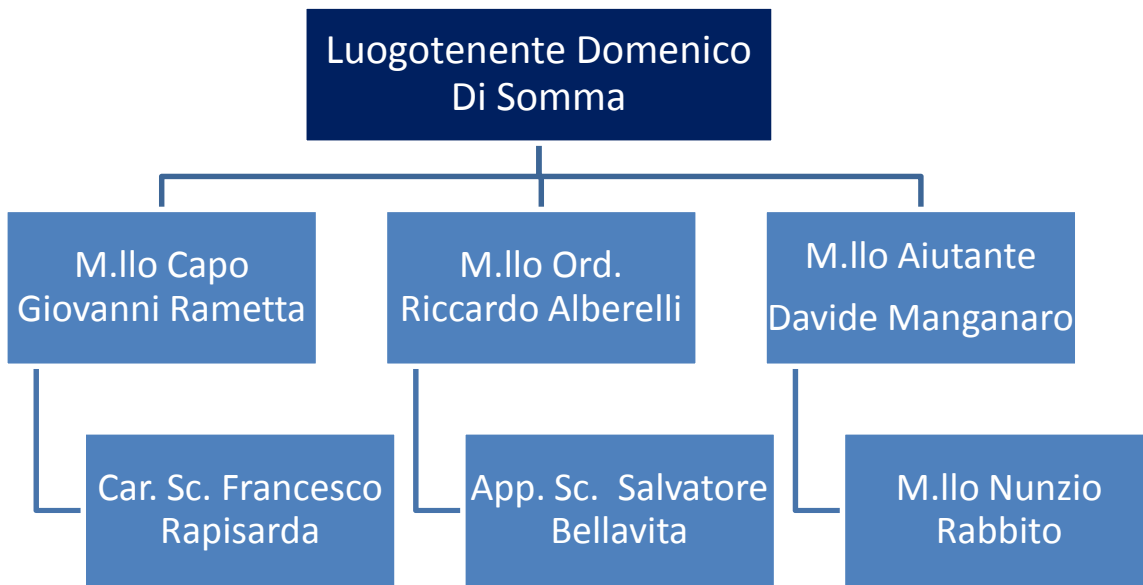 Luogotenente Domenico
Di Somma
M.llo Capo
Giovanni Rametta
M.llo Ord.
Riccardo Alberelli
M.llo Aiutante
Davide Manganaro
Car. Sc. Francesco
Rapisarda
App. Sc.  Salvatore
Bellavita
M.llo Nunzio
Rabbito